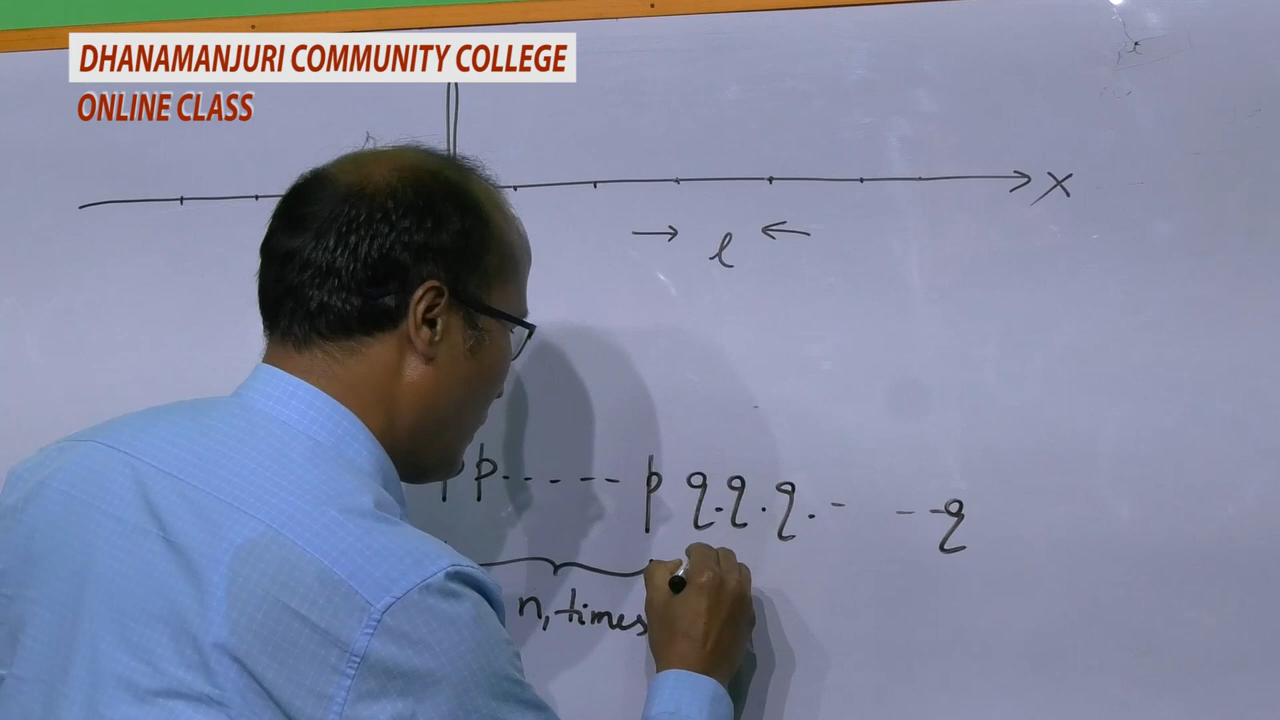 DHANAMANJURI COMMUNITY COLLEGE
ONLINE CLASS
X
→ l ←
p p ------ p q. q. q. - -- q
n, times